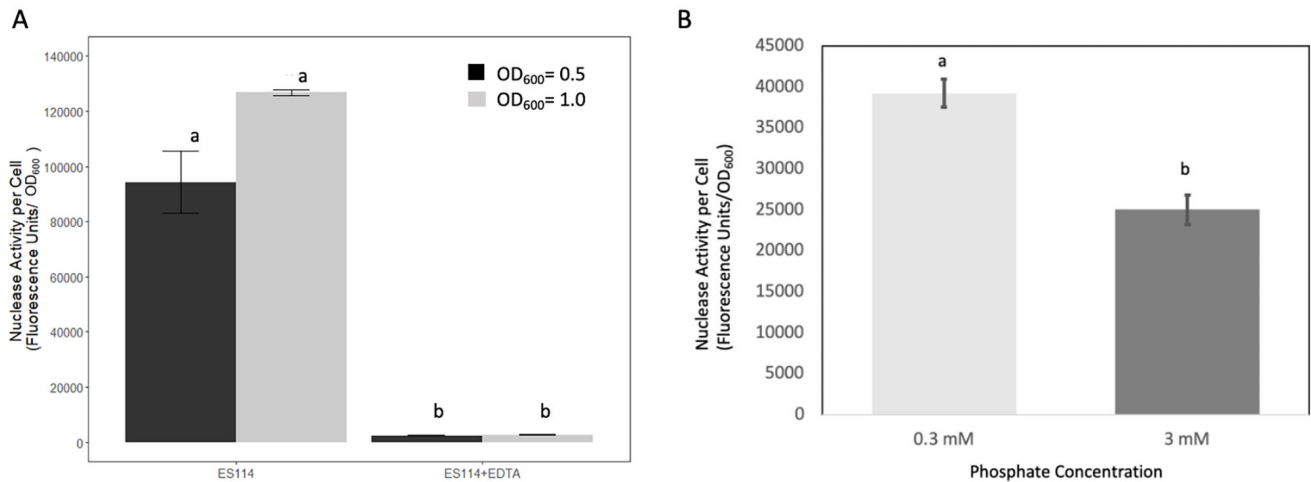 A
Nuclease Activity per Cell
(Fluorescence Units/ OD600 )
140000
120000
100000
80000
60000
40000
20000
0
a
a
b
b
OD600= 0.5
OD600= 1.0
ES114
ES114+EDTA
B
Nuclease Activity per Cell
(Fluorescence Units/OD600)
45000
40000
35000
30000
25000
20000
15000
10000
5000
0
a
b
0.3 mM
3 mM
Phosphate Concentration